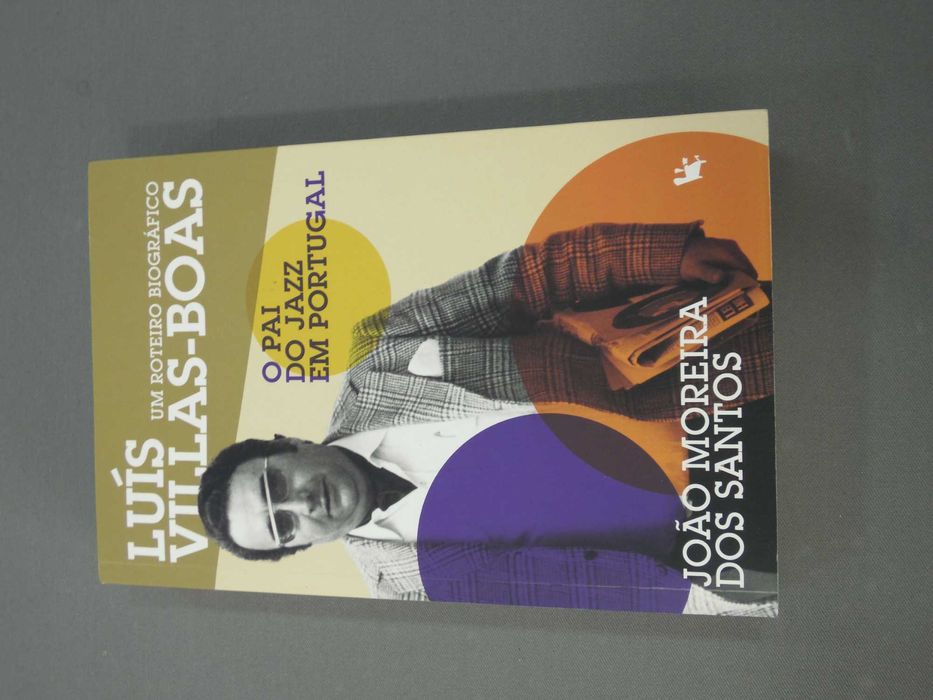 LUÍS UM ROTEIRO BIOGRÁFICO
VILLAS-BOAS
O PAI
DO JAZZ
EM PORTUGAL
JOÃO MOREIRA
DOS SANTOS